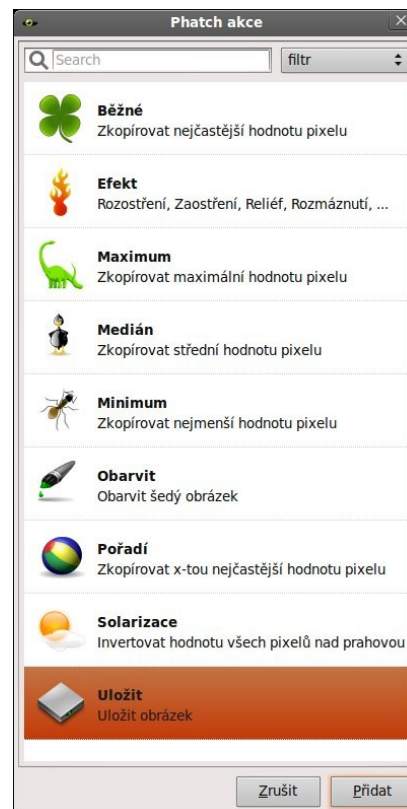 Phatch akce
Search
filtr
Běžné
Zkopírovat nejčastější hodnotu pixelu
Efekt
Rozostření, Zaostření, Reliéf, Rozmáznutí, ...
Maximum
Zkopírovat maximální hodnotu pixelu
Medián
Zkopírovat střední hodnotu pixelu
Minimum
Zkopírovat nejmenší hodnotu pixelu
Obarvit
Obarvit šedý obrázek
Pořadí
Zkopírovat x-tou nejčastější hodnotu pixelu
Solarizace
Invertovat hodnotu všech pixelů nad prahovou
Uložit
Uložit obrázek
Zrušit
Přidat